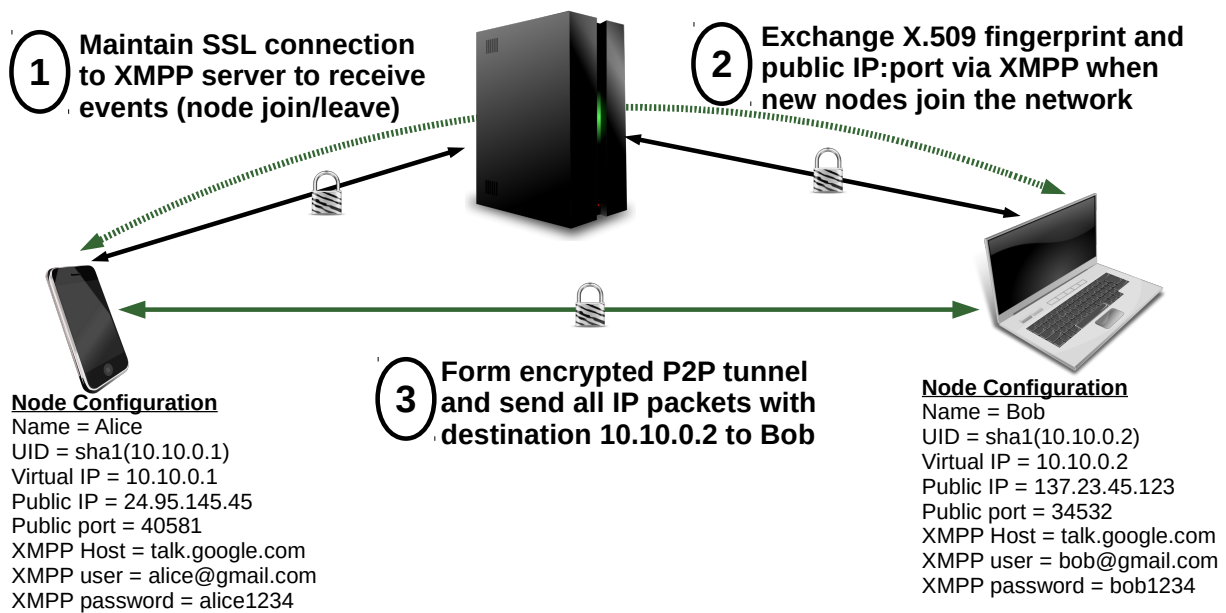 1
Maintain SSL connection
to XMPP server to receive
events (node join/leave)
2
Exchange X.509 fingerprint and
public IP:port via XMPP when
new nodes join the network
3
Form encrypted P2P tunnel
and send all IP packets with
destination 10.10.0.2 to Bob
Node Configuration
Name = Alice
UID = sha1(10.10.0.1)
Virtual IP = 10.10.0.1
Public IP = 24.95.145.45
Public port = 40581
XMPP Host = talk.google.com
XMPP user = alice@gmail.com
XMPP password = alice1234
Node Configuration
Name = Bob
UID = sha1(10.10.0.2)
Virtual IP = 10.10.0.2
Public IP = 137.23.45.123
Public port = 34532
XMPP Host = talk.google.com
XMPP user = bob@gmail.com
XMPP password = bob1234